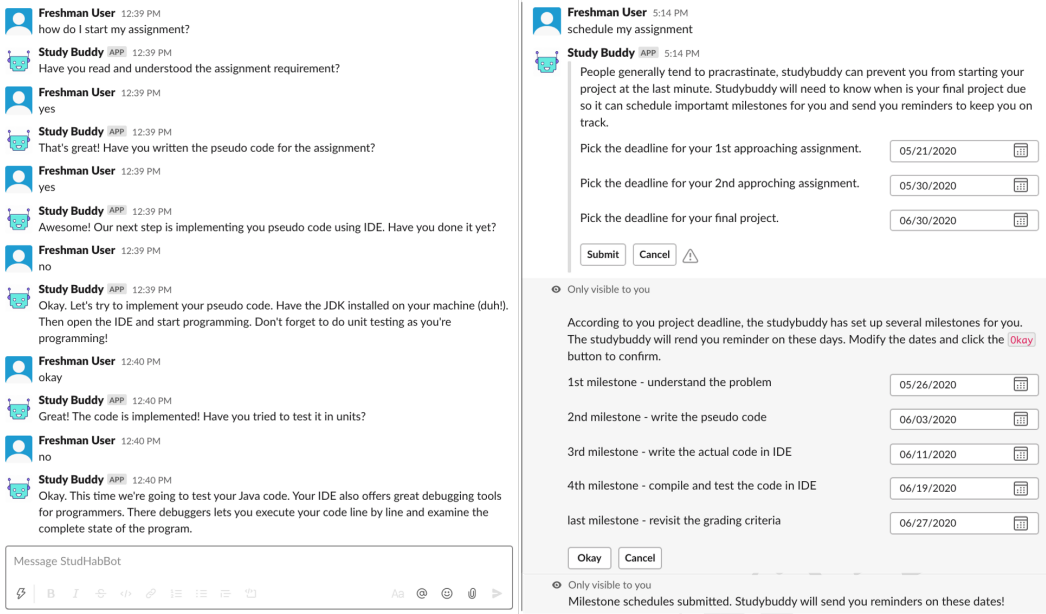 Freshman User 12:39 PM
how do I start my assignment?
Study Buddy APP 12:39 PM
Have you read and understood the assignment requirement?
Freshman User 12:39 PM
yes
Study Buddy APP 12:39 PM
That's great! Have you written the pseudo code for the assignment?
Freshman User 12:39 PM
yes
Study Buddy APP 12:39 PM
Awesome! Our next step is implementing you pseudo code using IDE. Have you done it yet?
Freshman User 12:39 PM
no
Study Buddy APP 12:39 PM
Okay. Let's try to implement your pseudo code. Have the JDK installed on your machine (duh!).
Then open the IDE and start programming. Don't forget to do unit testing as you're
programming!
Freshman User 12:40 PM
okay
Study Buddy APP 12:40 PM
Great! The code is implemented! Have you tried to test it in units?
Freshman User 12:40 PM
no
Study Buddy APP 12:40 PM
Okay. This time we're going to test your Java code. Your IDE also offers great debugging tools
for programmers. There debuggers lets you execute your code line by line and examine the
complete state of the program.
Message StudHabBot
B I S </> Aa @
Freshman User 5:14 PM
schedule my assignment
Study Buddy APP 5:14 PM
People generally tend to pracrastinate, studybuddy can prevent you from starting your
project at the last minute. Studybuddy will need to know when is your final project due
so it can schedule importamt milestones for you and send you reminders to keep you on
track.
Pick the deadline for your 1st approaching assignment. 05/21/2020
Pick the deadline for your 2nd approching assignment. 05/30/2020
Pick the deadline for your final project. 06/30/2020
Submit Cancel
Only visible to you
According to you project deadline, the studybuddy has set up several milestones for you.
The studybuddy will rend you reminder on these days. Modify the dates and click the Okay
button to confirm.
1st milestone - understand the problem 05/26/2020
2nd milestone - write the pseudo code 06/03/2020
3rd milestone - write the actual code in IDE 06/11/2020
4th milestone - compile and test the code in IDE 06/19/2020
last milestone - revisit the grading criteria 06/27/2020
Okay Cancel
Only visible to you
Milestone schedules submitted. Studybuddy will send you reminders on these dates!